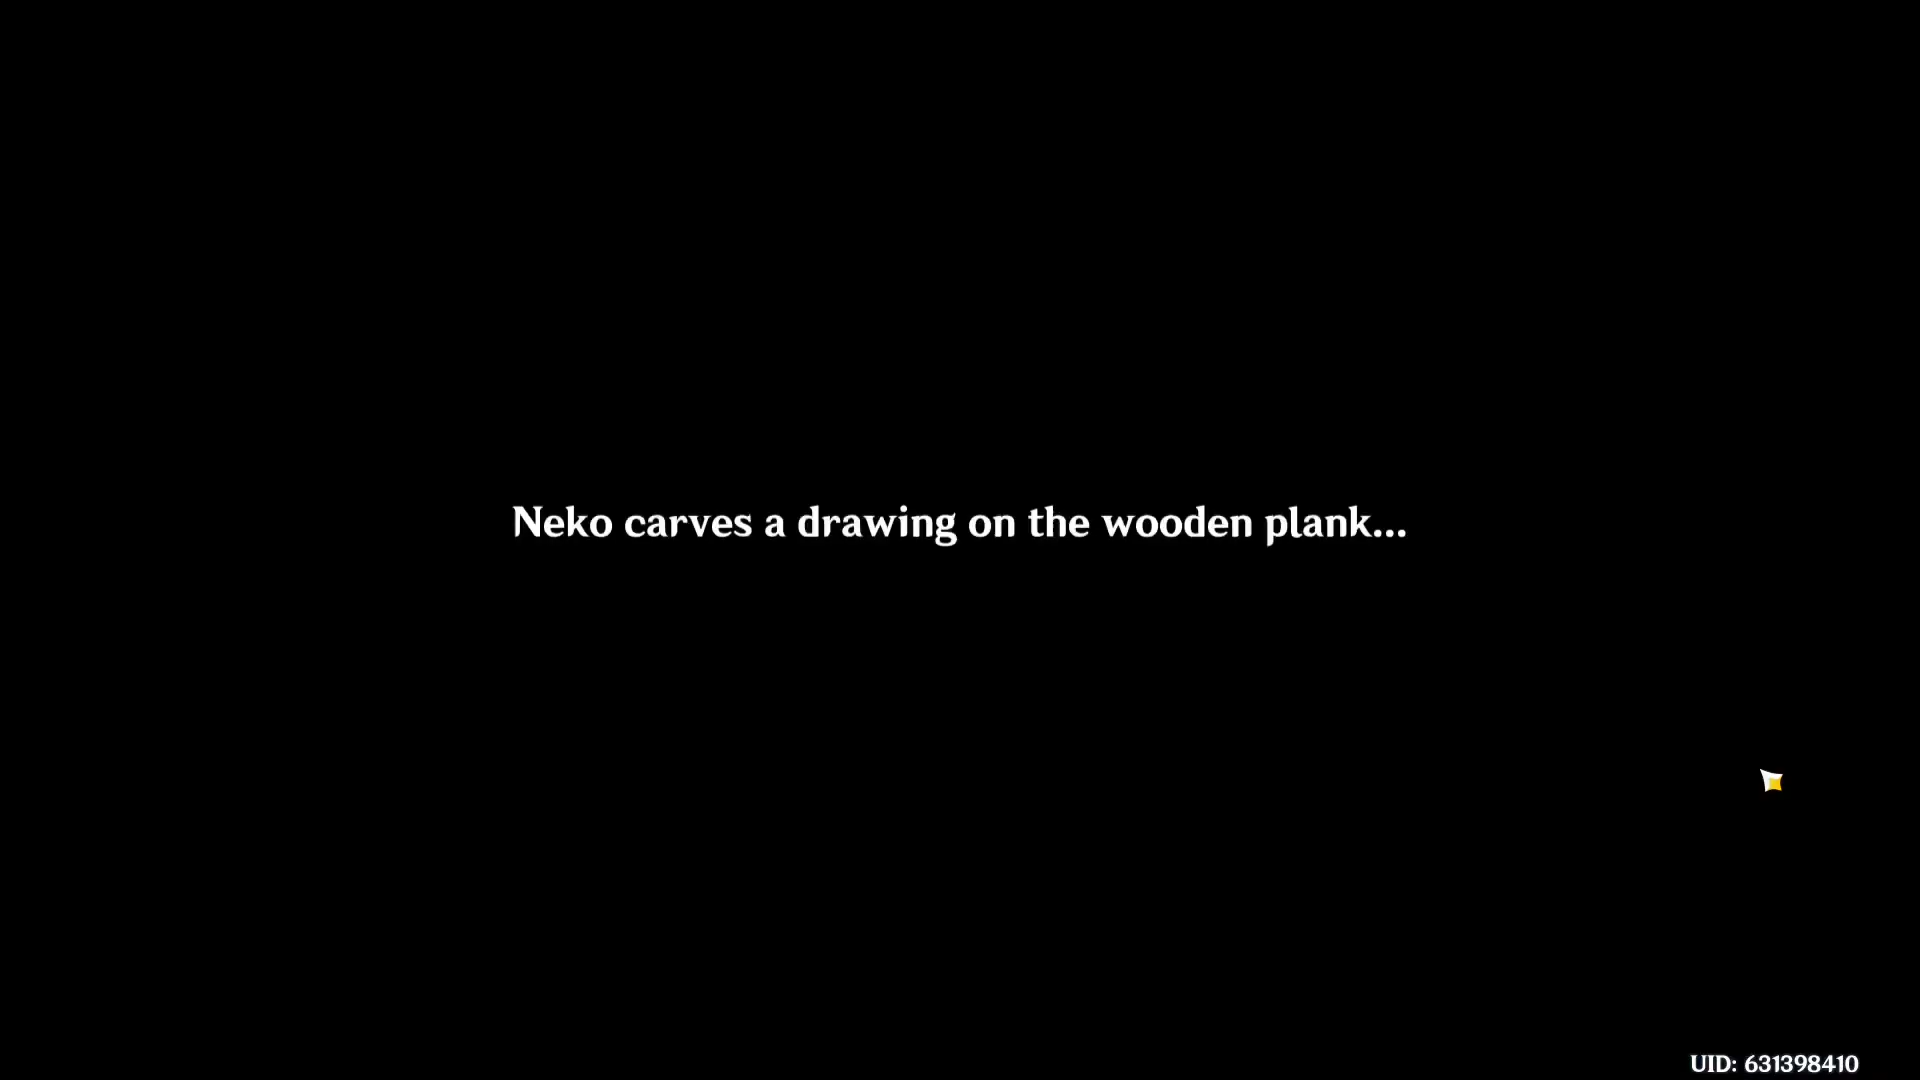 Neko carves a drawing on the wooden plank...
UID: 631398410